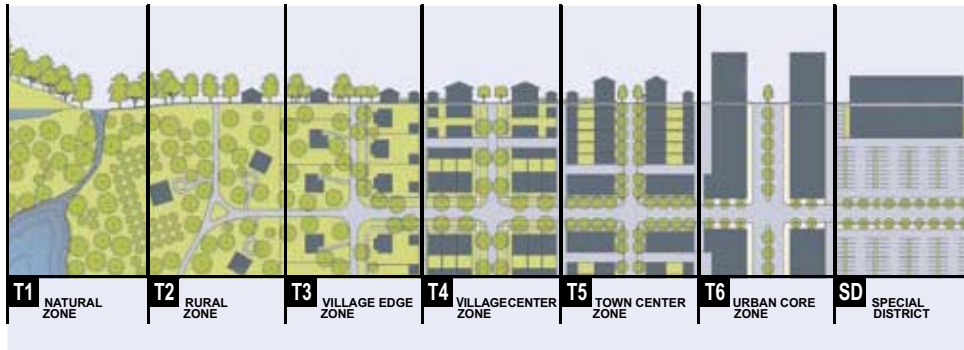 T1 NATURAL
ZONE
T2 RURAL
ZONE
T3 VILLAGE EDGE
ZONE
T4 VILLAGECENTER
ZONE
T5 TOWN CENTER
ZONE
T6 URBAN CORE
ZONE
SD SPECIAL
DISTRICT